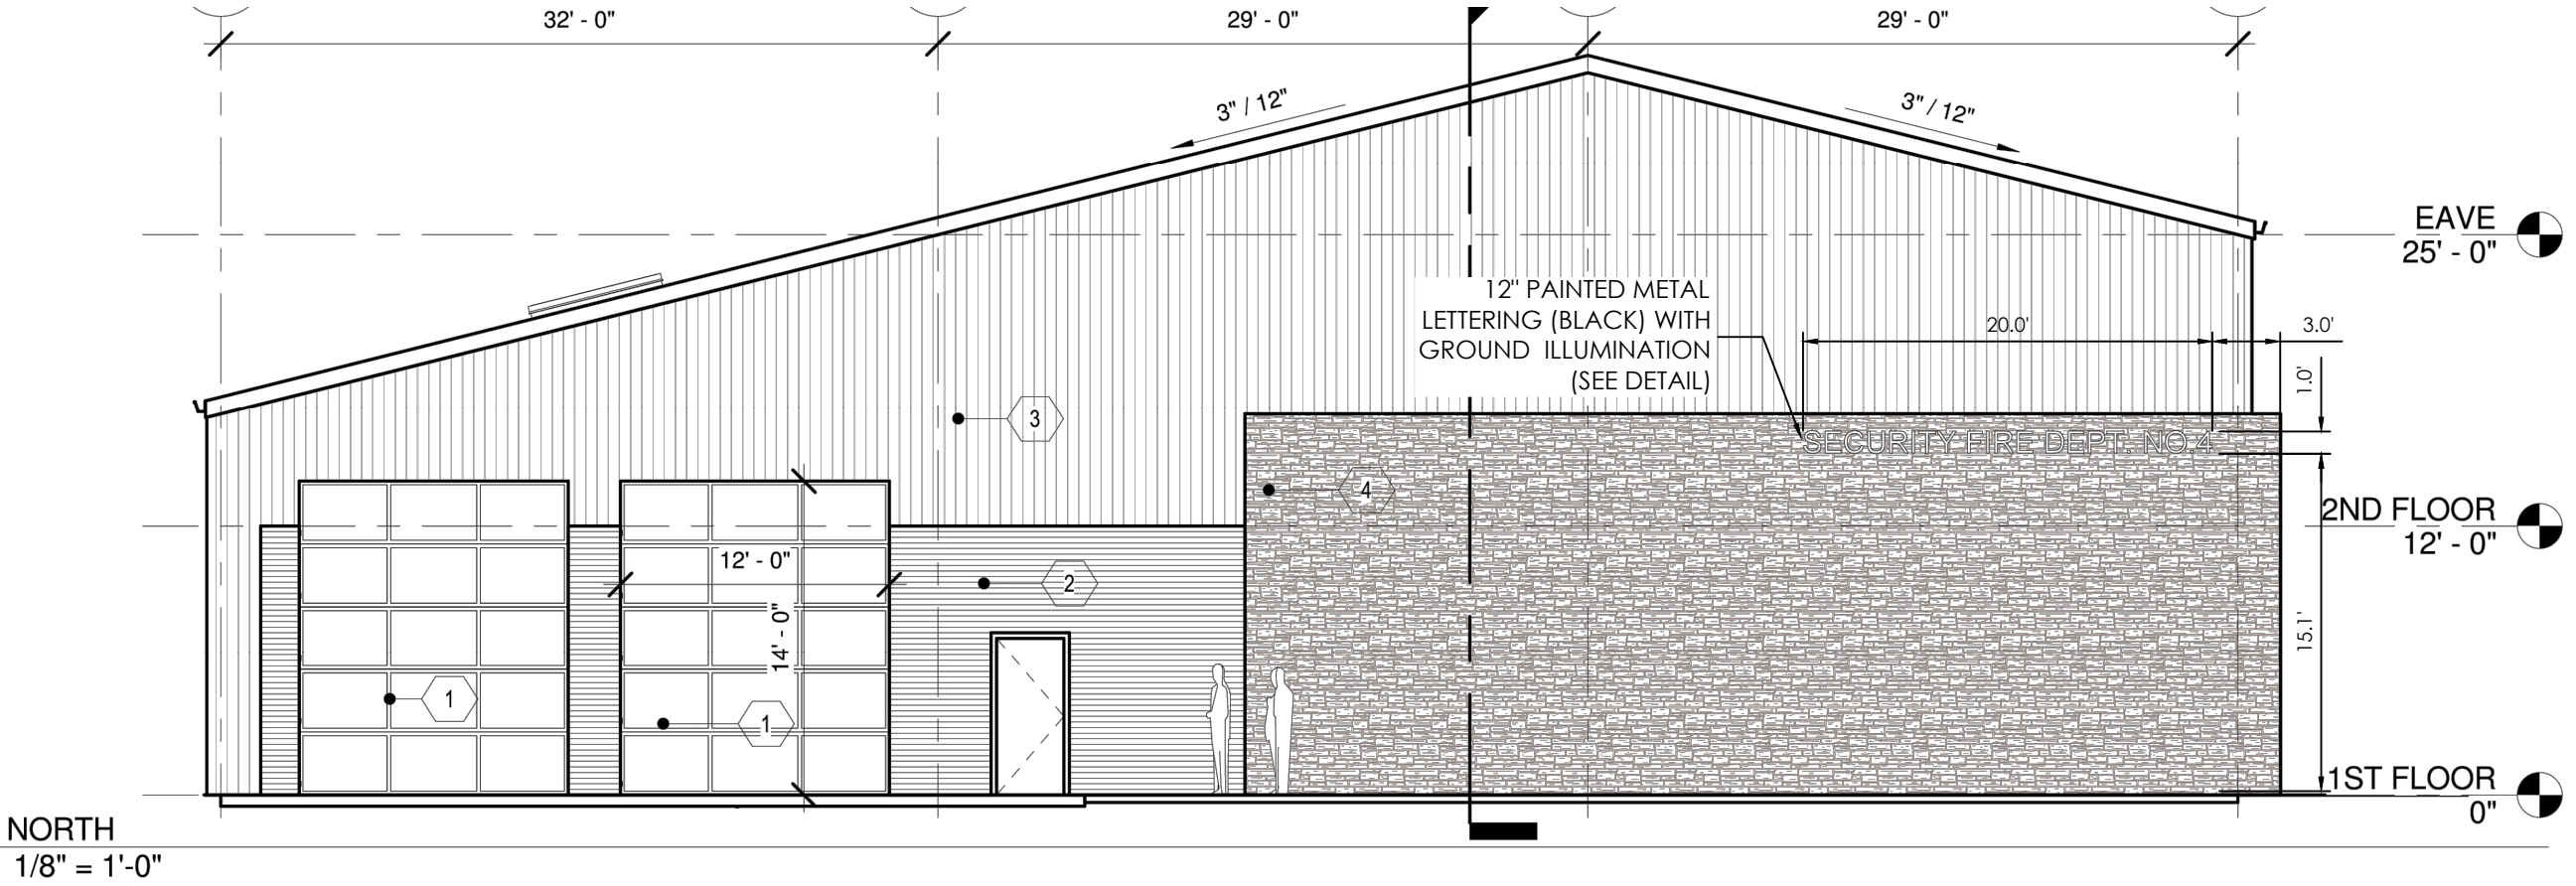 32' - 0"
29' - 0"
29' - 0"
3" / 12"
3" / 12"
EAVE
25' - 0"
12" PAINTED METAL
LETTERING (BLACK) WITH
GROUND ILLUMINATION
(SEE DETAIL)
20.0'
3.0'
1.0'
3
SECURITY FIRE DEPT. NO.4
4
2ND FLOOR
12' - 0"
12' - 0"
2
14' - 0"
15.1'
1
1
1ST FLOOR
0"
NORTH
1/8" = 1'-0"